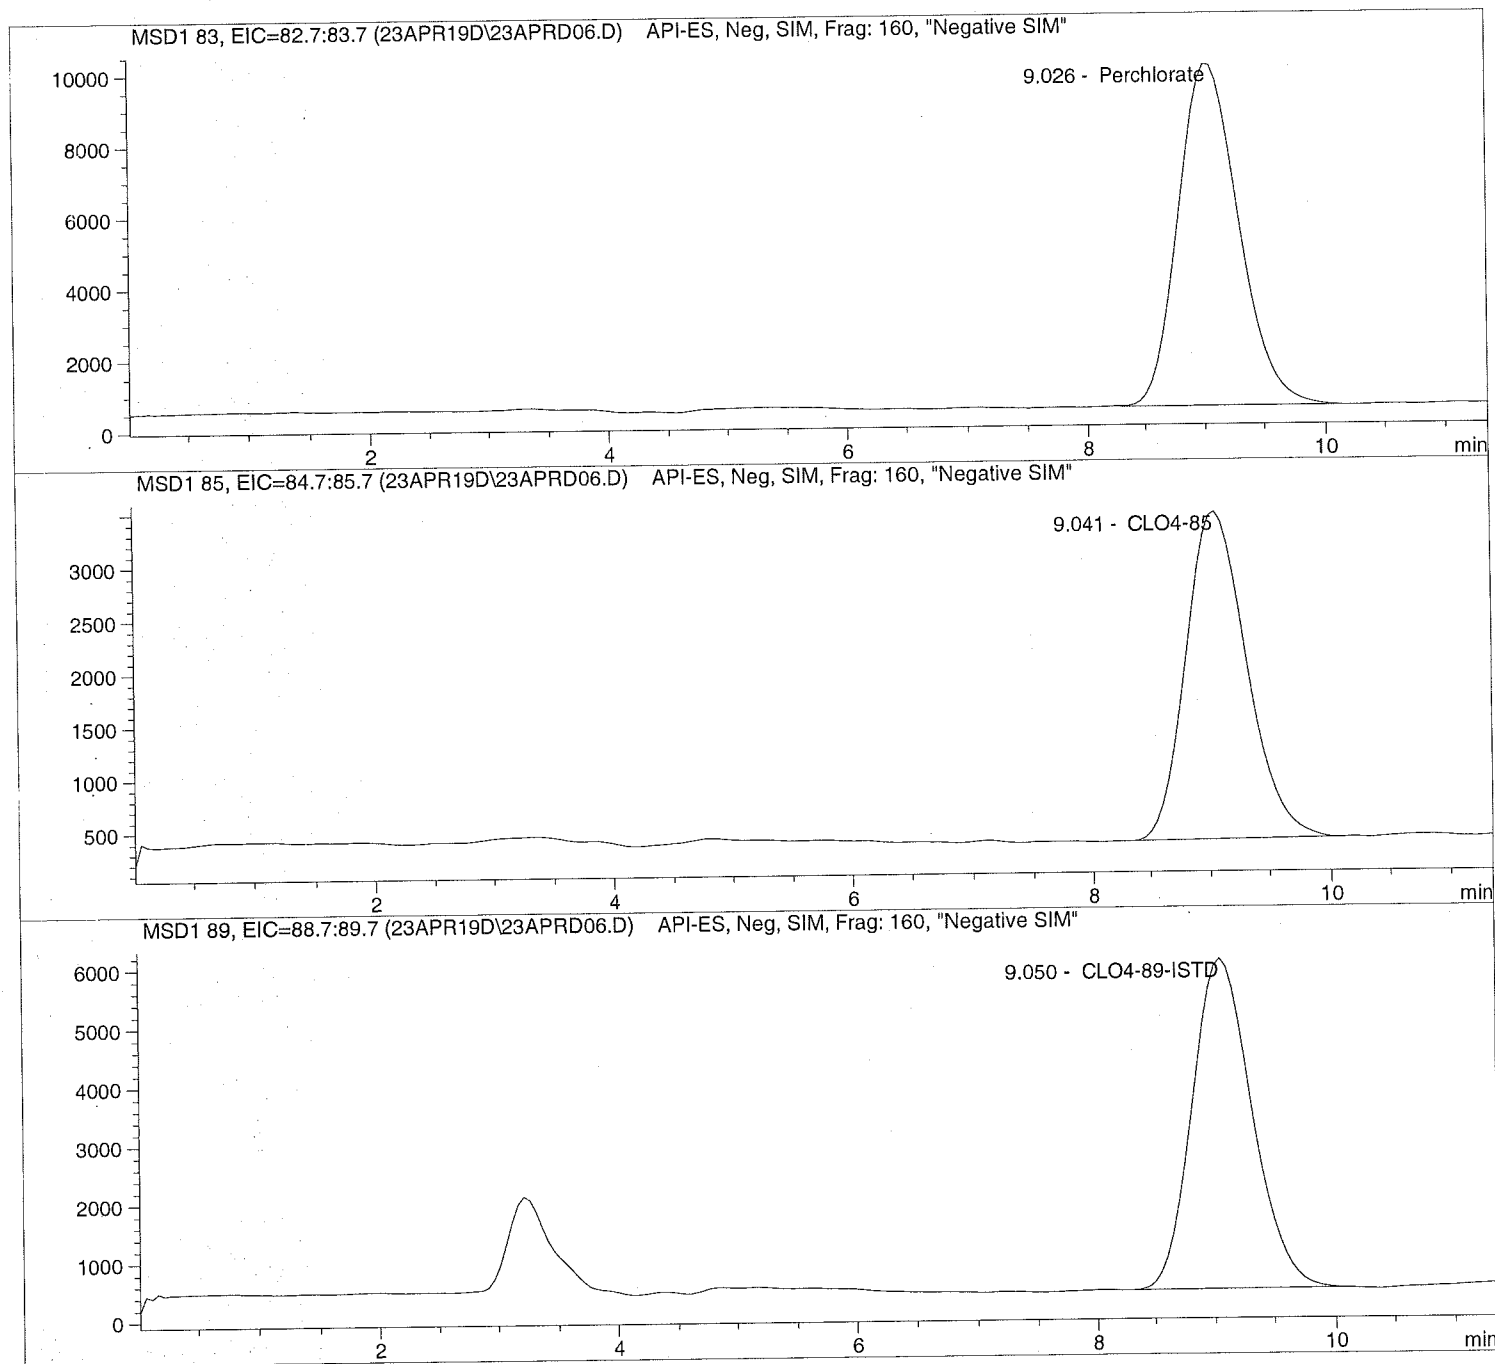 MSD1 83, EIC=82.7:83.7 (23APR19D\23APRD06.D) API-ES, Neg, SIM, Frag: 160, "Negative SIM"
10000
9.026 - Perchlorate
8000
6000
4000
2000
0
2 4 6 8 10 min
MSD1 85, EIC=84.7:85.7 (23APR19D\23APRD06.D) API-ES, Neg, SIM, Frag: 160, "Negative SIM"
9.041 - CLO4-85
3000
2500
2000
1500
1000
500
2 4 6 8 10 min
MSD1 89, EIC=88.7:89.7 (23APR19D\23APRD06.D) API-ES, Neg, SIM, Frag: 160, "Negative SIM"
6000
9.050 - CLO4-89-ISTD
5000
4000
3000
2000
1000
0
2 4 6 8 10 min